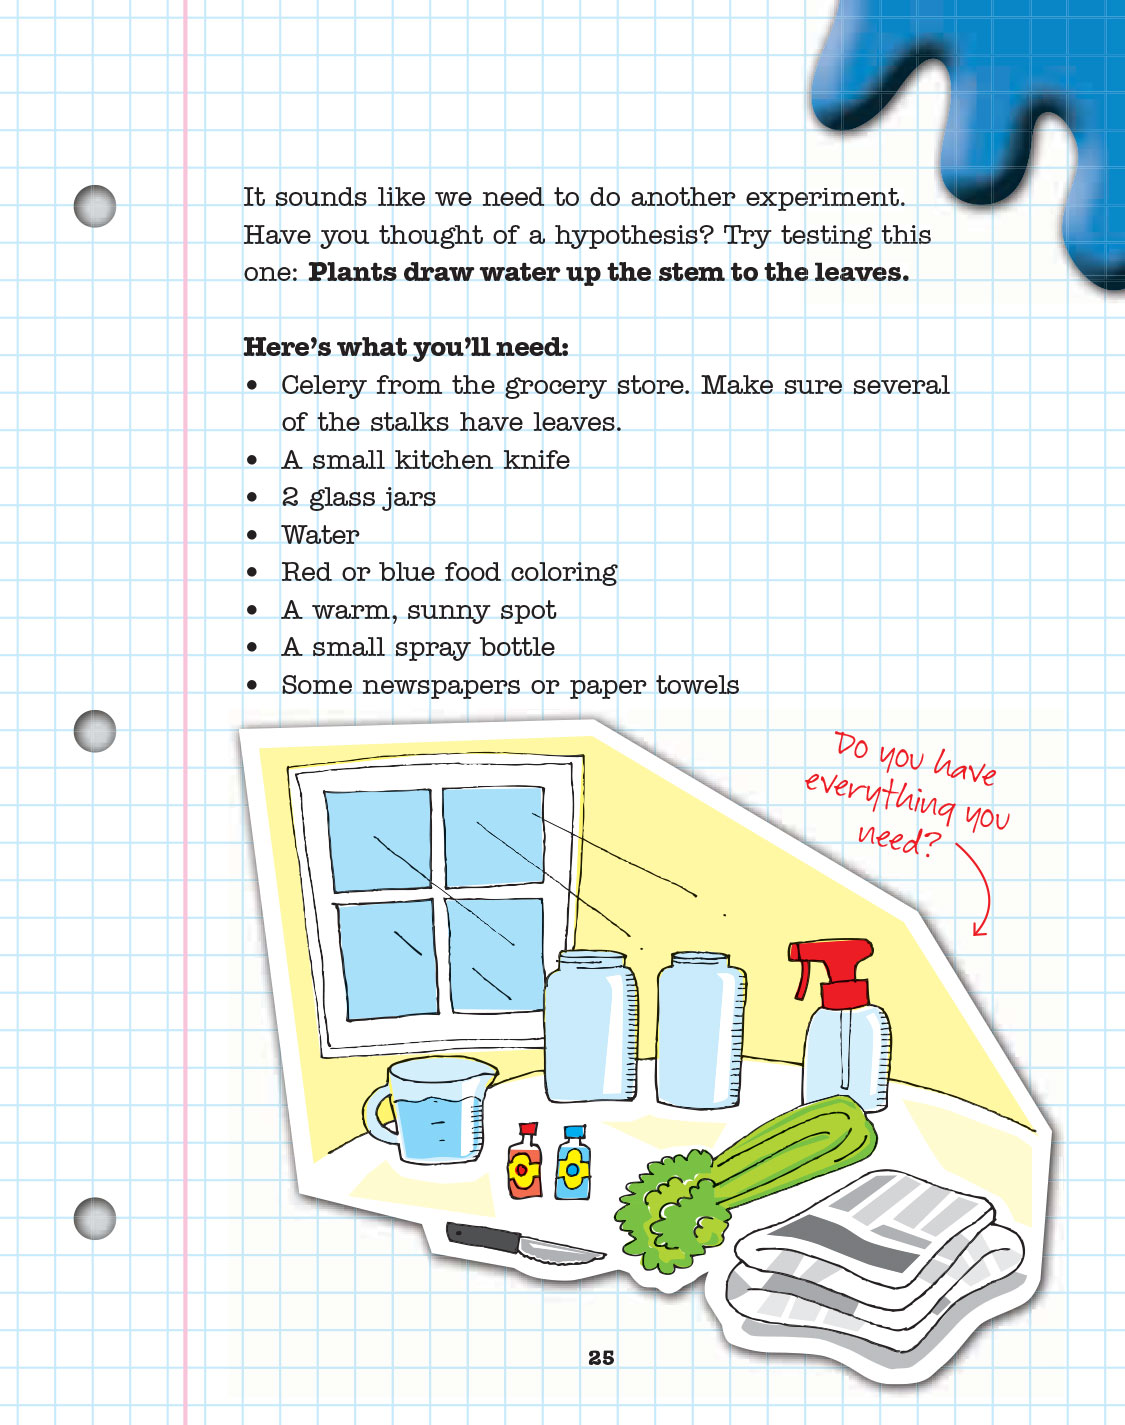 It sounds like we need to do another experiment.
Have you thought of a hypothesis? Try testing this
one: Plants draw water up the stem to the leaves.
Here’s what you’ll need:
• Celery from the grocery store. Make sure several
of the stalks have leaves.
• A small kitchen knife
• 2 glass jars
• Water
• Red or blue food coloring
• A warm, sunny spot
• A small spray bottle
• Some newspapers or paper towels
Do you have
everything you
need?
25